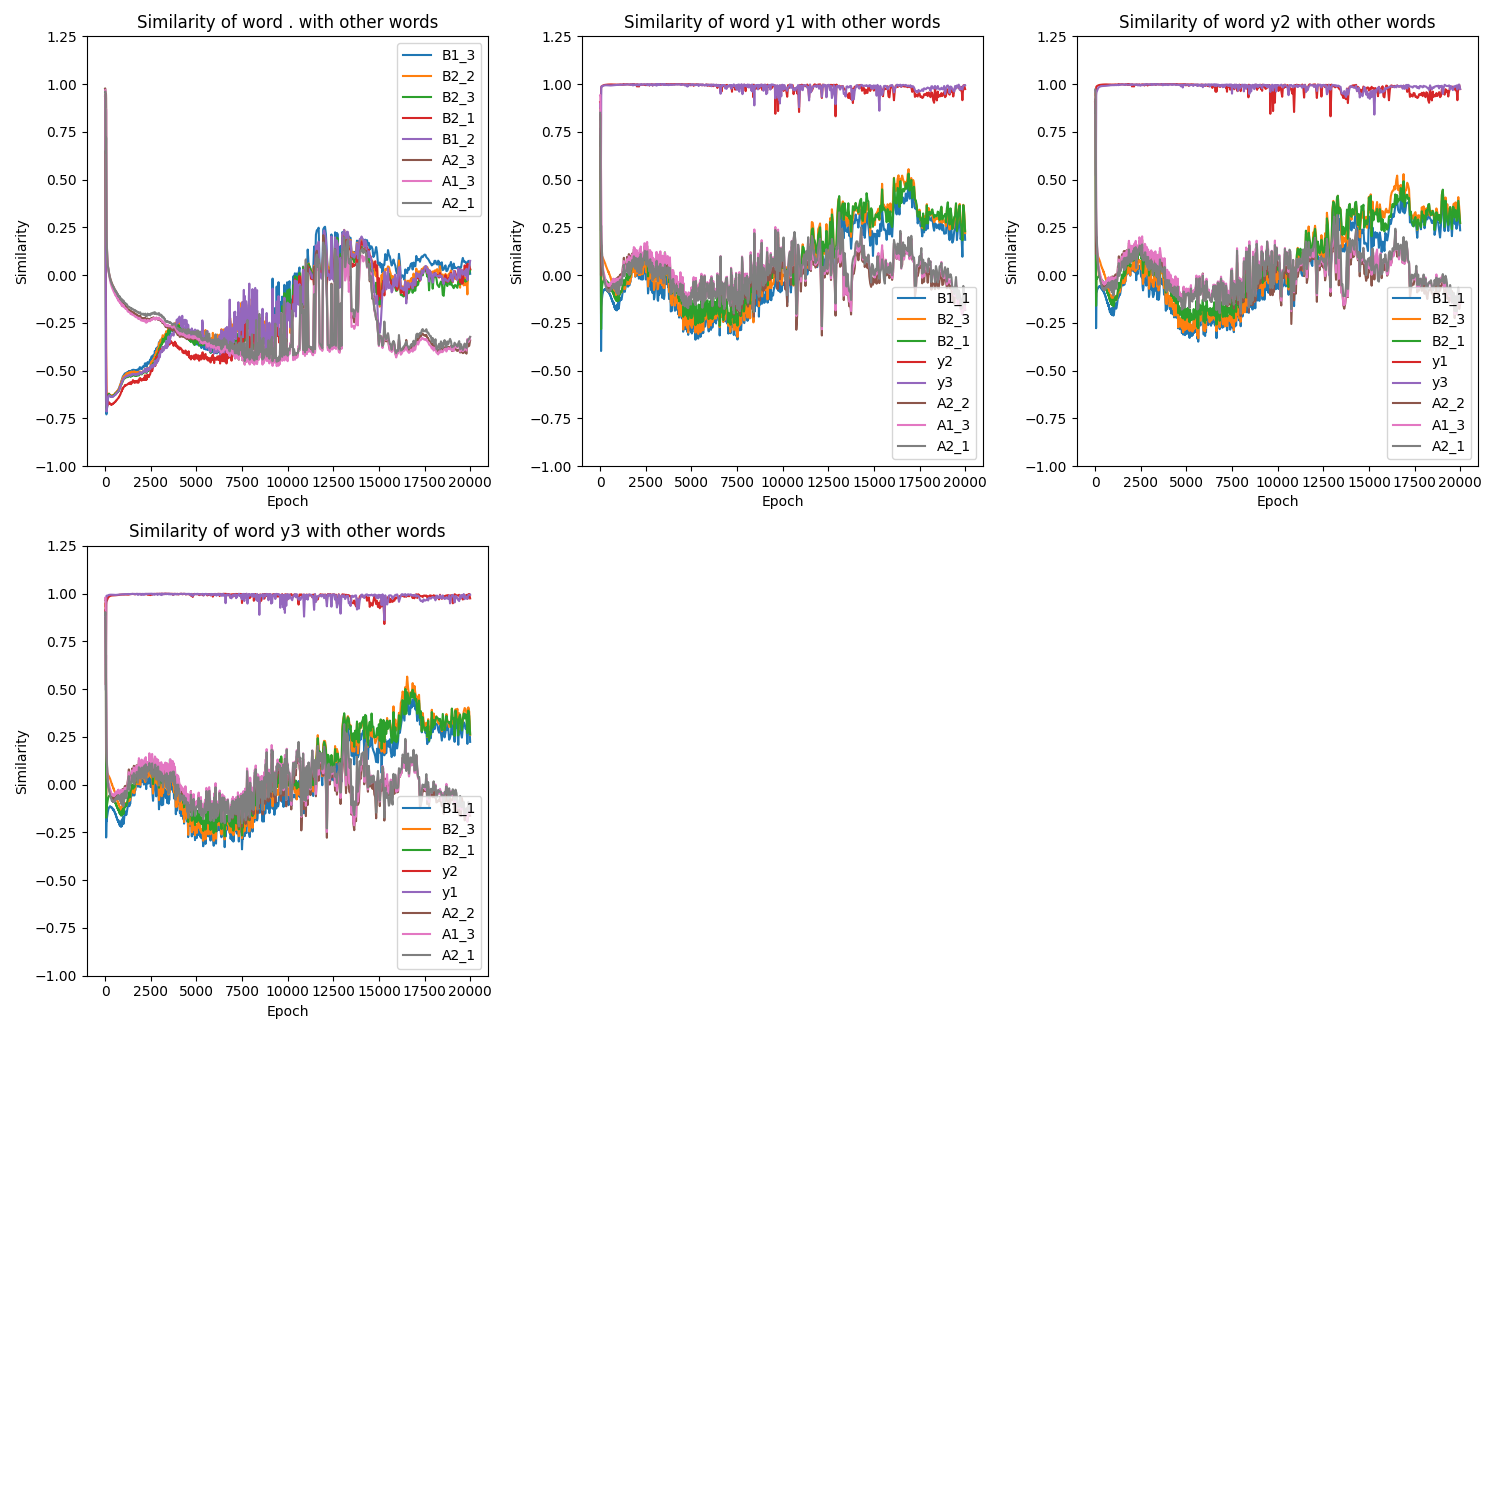 Similarity of word . with other words
Similarity
1.25
1.00
0.75
0.50
0.25
0.00
−0.25
−0.50
−0.75
−1.00
B1_3
B2_2
B2_3
B2_1
B1_2
A2_3
A1_3
A2_1
0 2500 5000 7500 10000 12500 15000 17500 20000
Epoch
Similarity of word y1 with other words
Similarity
1.25
1.00
0.75
0.50
0.25
0.00
−0.25
−0.50
−0.75
−1.00
B1_1
B2_3
B2_1
y2
y3
A2_2
A1_3
A2_1
0 2500 5000 7500 10000 12500 15000 17500 20000
Epoch
Similarity of word y2 with other words
Similarity
1.25
1.00
0.75
0.50
0.25
0.00
−0.25
−0.50
−0.75
−1.00
B1_1
B2_3
B2_1
y1
y3
A2_2
A1_3
A2_1
0 2500 5000 7500 10000 12500 15000 17500 20000
Epoch
Similarity of word y3 with other words
Similarity
1.25
1.00
0.75
0.50
0.25
0.00
−0.25
−0.50
−0.75
−1.00
B1_1
B2_3
B2_1
y2
y1
A2_2
A1_3
A2_1
0 2500 5000 7500 10000 12500 15000 17500 20000
Epoch